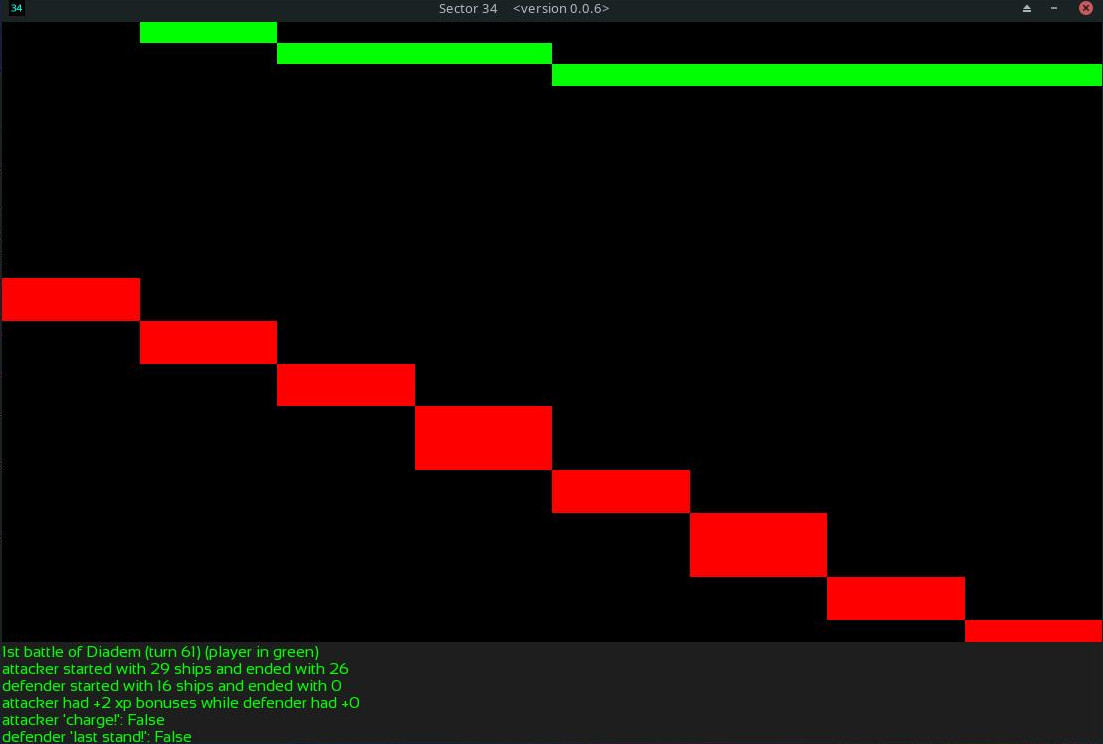 34
Sector 34 <version 0.0.6>
1st battle of Diadem (turn 61) (player in green)
attacker started with 29 ships and ended with 26
defender started with 16 ships and ended with 0
attacker had +2 xp bonuses while defender had +0
attacker 'charge!': False
defender 'last stand!': False